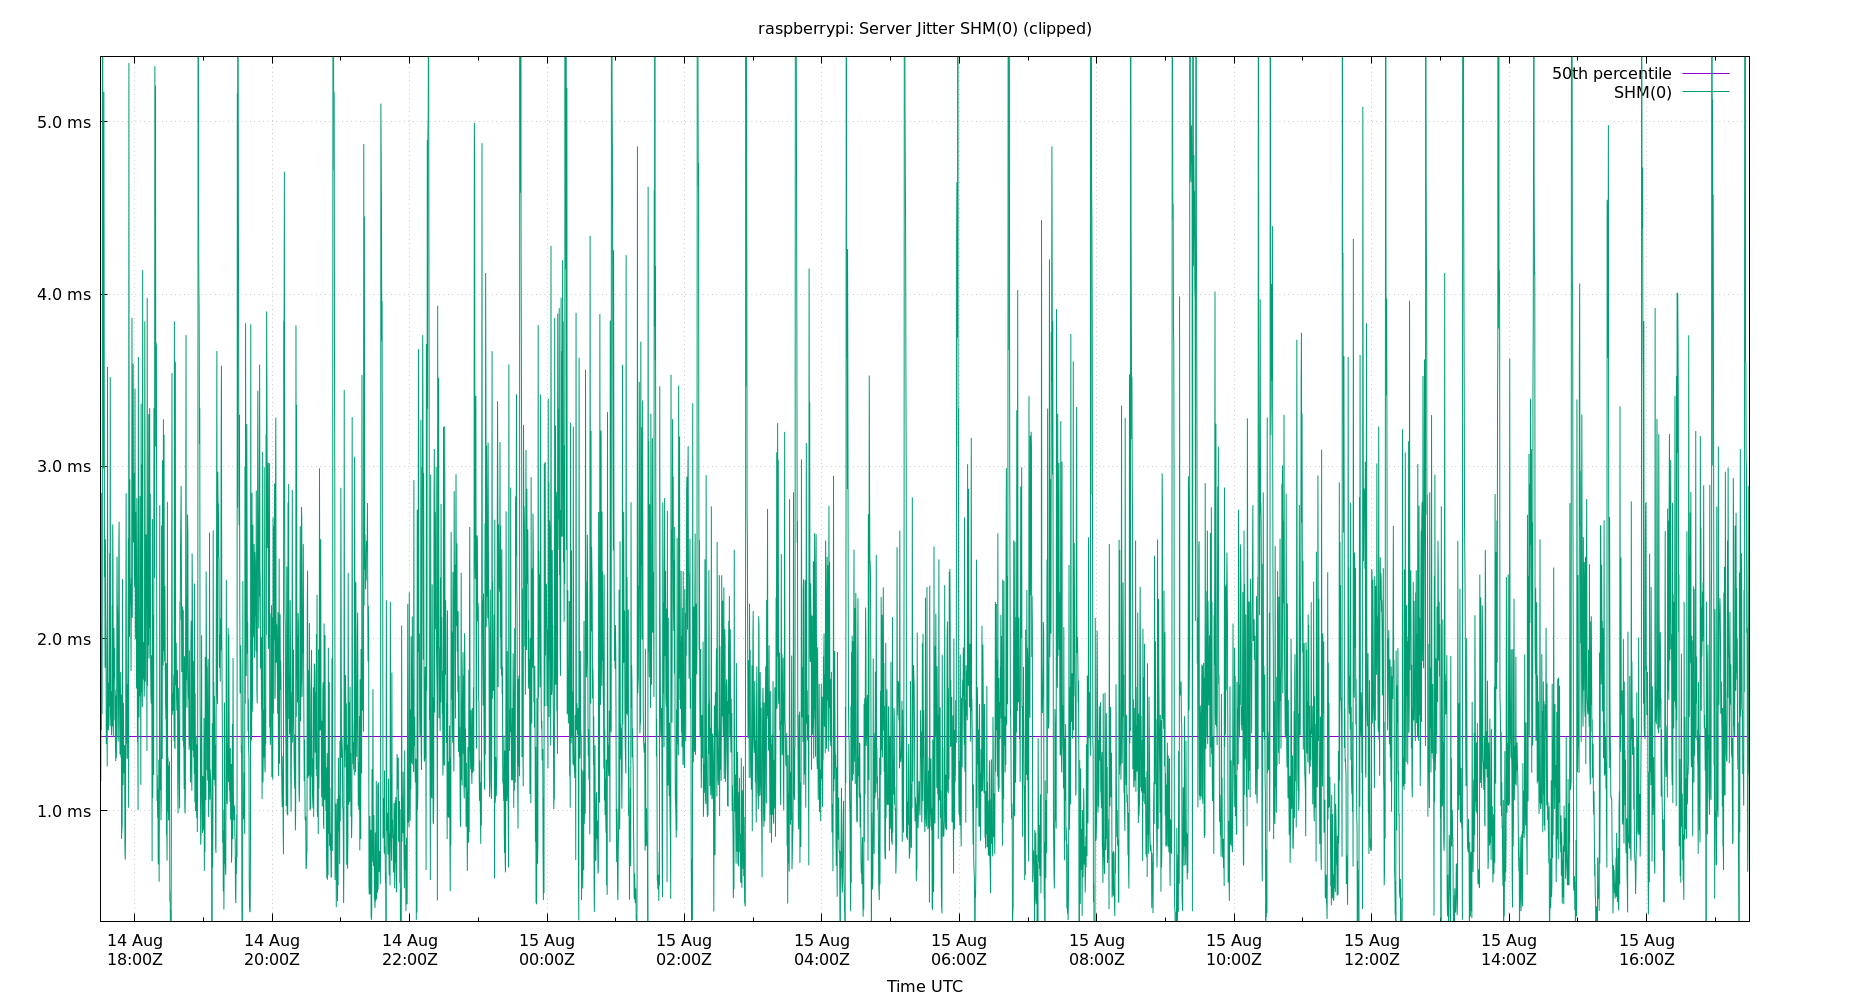 raspberrypi: Server Jitter SHM(0) (clipped)
50th percentile
SHM(0)
5.0 ms
4.0 ms
3.0 ms
2.0 ms
1.0 ms
14 Aug 14 Aug 14 Aug 15 Aug 15 Aug 15 Aug 15 Aug 15 Aug 15 Aug 15 Aug 15 Aug 15 Aug
18:00Z 20:00Z 22:00Z 00:00Z 02:00Z 04:00Z 06:00Z 08:00Z 10:00Z 12:00Z 14:00Z 16:00Z
Time UTC